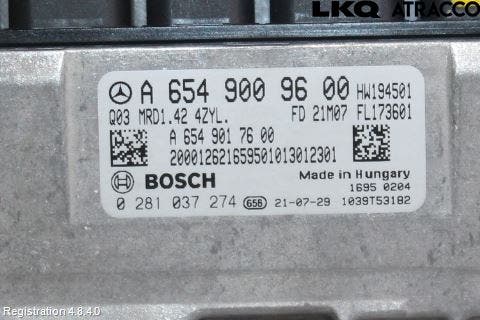 LKQ ATRACCO
A 654 900 96 00 HW194501
Q03 MRD1.42 4ZYL. FD 21M07 FL173601
A 654 901 76 00
200012621659501013012301
BOSCH Made in Hungary
1695 0204
0 281 037 274 656 21-07-29 1039T53182
Registration 4.8.4.0